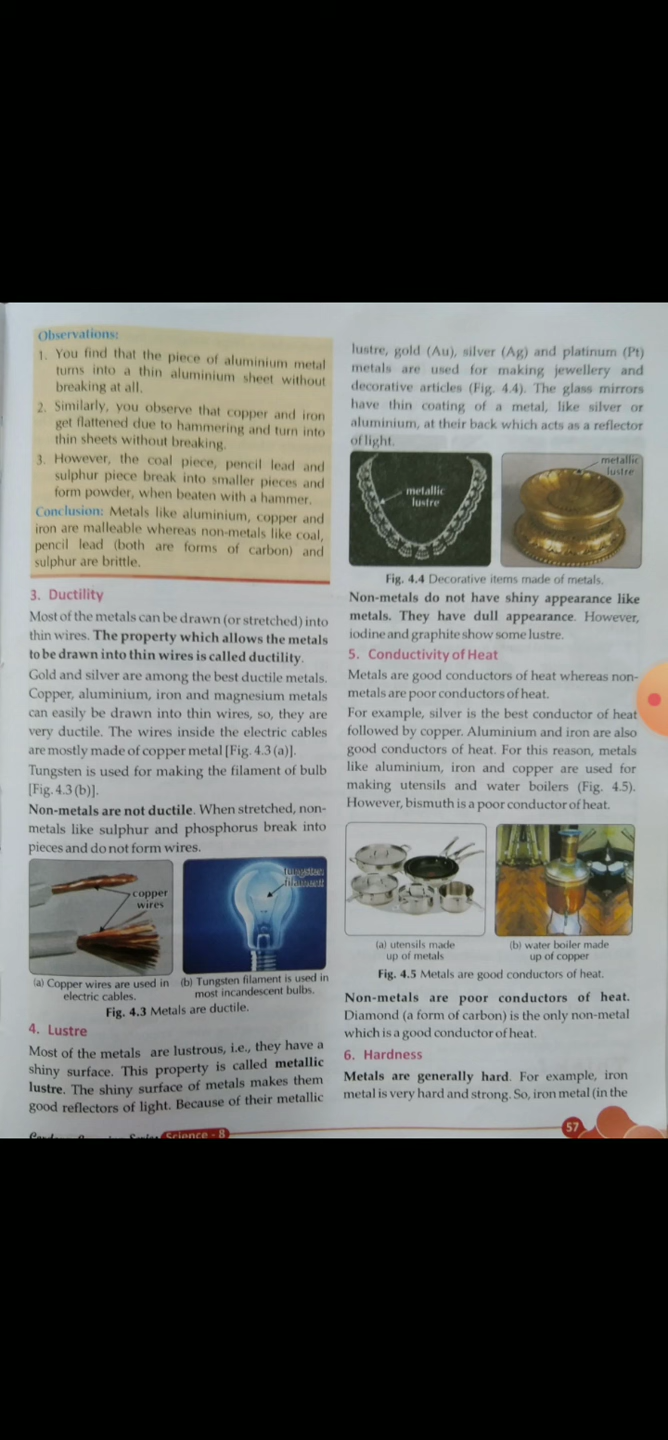 Observations:
1. You find that the piece of aluminium metal
turns into a thin aluminium sheet without
breaking at all.
2. Similarly, you observe that copper and iron
get flattened due to hammering and turn into
thin sheets without breaking.
3. However, the coal piece, pencil lead and
sulphur piece break into smaller pieces and
form powder, when beaten with a hammer.
Conclusion: Metals like aluminium, copper and
iron are malleable whereas non-metals like coal,
pencil lead (both are forms of carbon) and
sulphur are brittle.
3. Ductility
Most of the metals can be drawn (or stretched) into
thin wires. The property which allows the metals
to be drawn into thin wires is called ductility.
Gold and silver are among the best ductile metals.
Copper, aluminium, iron and magnesium metals
can easily be drawn into thin wires, so, they are
very ductile. The wires inside the electric cables
are mostly made of copper metal [Fig. 4.3 (a)].
Tungsten is used for making the filament of bulb
[Fig. 4.3 (b)].
Non-metals are not ductile. When stretched, non-
metals like sulphur and phosphorus break into
pieces and do not form wires.
copper
wires
tungsten
filament
(a) Copper wires are used in
electric cables.
(b) Tungsten filament is used in
most incandescent bulbs.
Fig. 4.3 Metals are ductile.
4. Lustre
Most of the metals are lustrous, i.e., they have a
shiny surface. This property is called metallic
lustre. The shiny surface of metals makes them
good reflectors of light. Because of their metallic
lustre, gold (Au), silver (Ag) and platinum (Pt)
metals are used for making jewellery and
decorative articles (Fig. 4.4). The glass mirrors
have thin coating of a metal, like silver or
aluminium, at their back which acts as a reflector
of light.
metallic
lustre
metallic
lustre
Fig. 4.4 Decorative items made of metals.
Non-metals do not have shiny appearance like
metals. They have dull appearance. However,
iodine and graphite show some lustre.
5. Conductivity of Heat
Metals are good conductors of heat whereas non-
metals are poor conductors of heat.
For example, silver is the best conductor of heat
followed by copper. Aluminium and iron are also
good conductors of heat. For this reason, metals
like aluminium, iron and copper are used for
making utensils and water boilers (Fig. 4.5).
However, bismuth is a poor conductor of heat.
(a) utensils made
up of metals
(b) water boiler made
up of copper
Fig. 4.5 Metals are good conductors of heat.
Non-metals are poor conductors of heat.
Diamond (a form of carbon) is the only non-metal
which is a good conductor of heat.
6. Hardness
Metals are generally hard. For example, iron
metal is very hard and strong. So, iron metal (in the
Science - 8
57